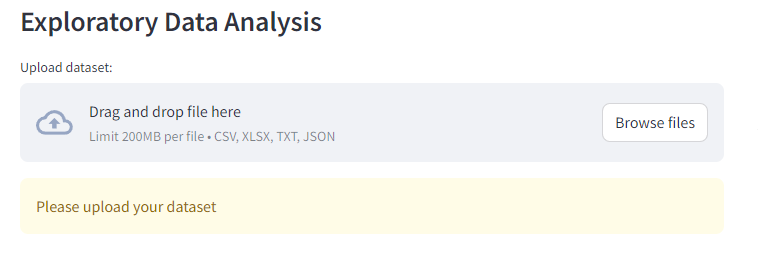 Exploratory Data Analysis
Upload dataset:
Drag and drop file here
Limit 200MB per file • CSV, XLSX, TXT, JSON
Browse files
Please upload your dataset